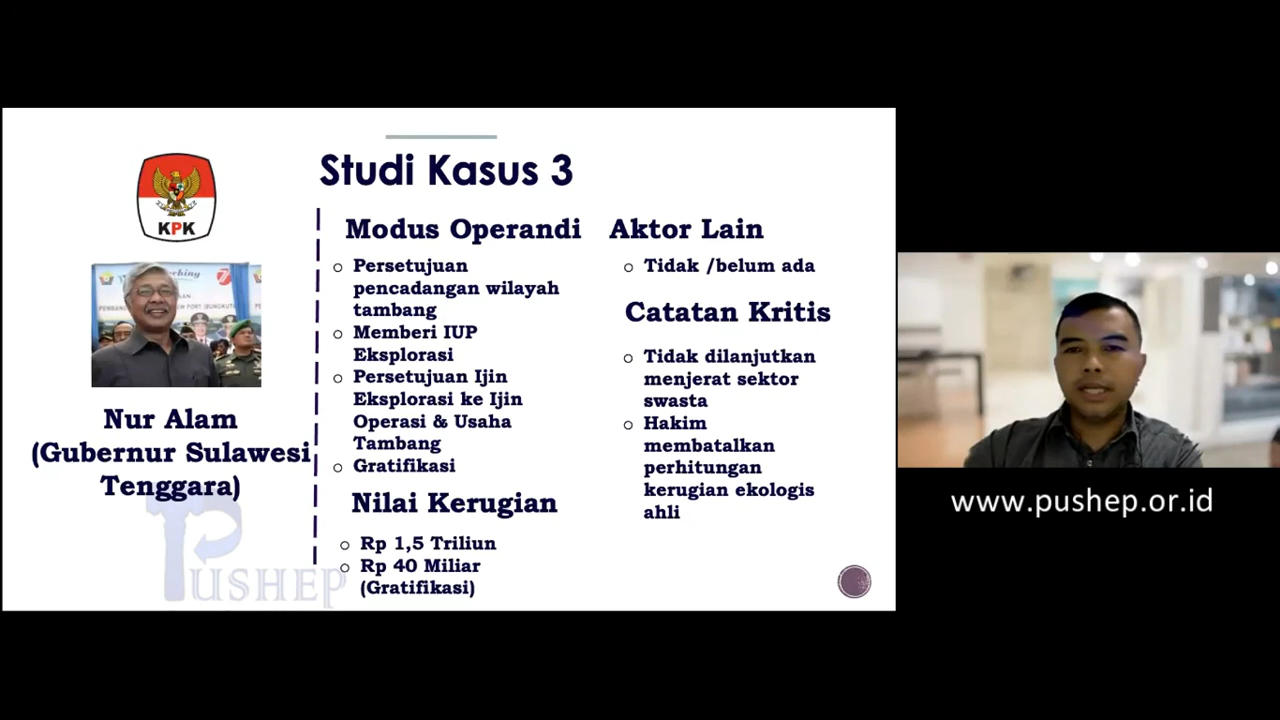 Studi Kasus 3
KPK
Nur Alam
(Gubernur Sulawesi
Tenggara)
Modus Operandi
Persetujuan
pencadangan wilayah
tambang
Memberi IUP
Eksplorasi
Persetujuan Ijin
Eksplorasi ke Ijin
Operasi & Usaha
Tambang
Gratifikasi
Nilai Kerugian
Rp 1,5 Triliun
Rp 40 Miliar
(Gratifikasi)
Aktor Lain
Tidak /belum ada
Catatan Kritis
Tidak dilanjutkan
menjerat sektor
swasta
Hakim
membatalkan
perhitungan
kerugian ekologis
ahli
PUSHEP
www.pushep.or.id